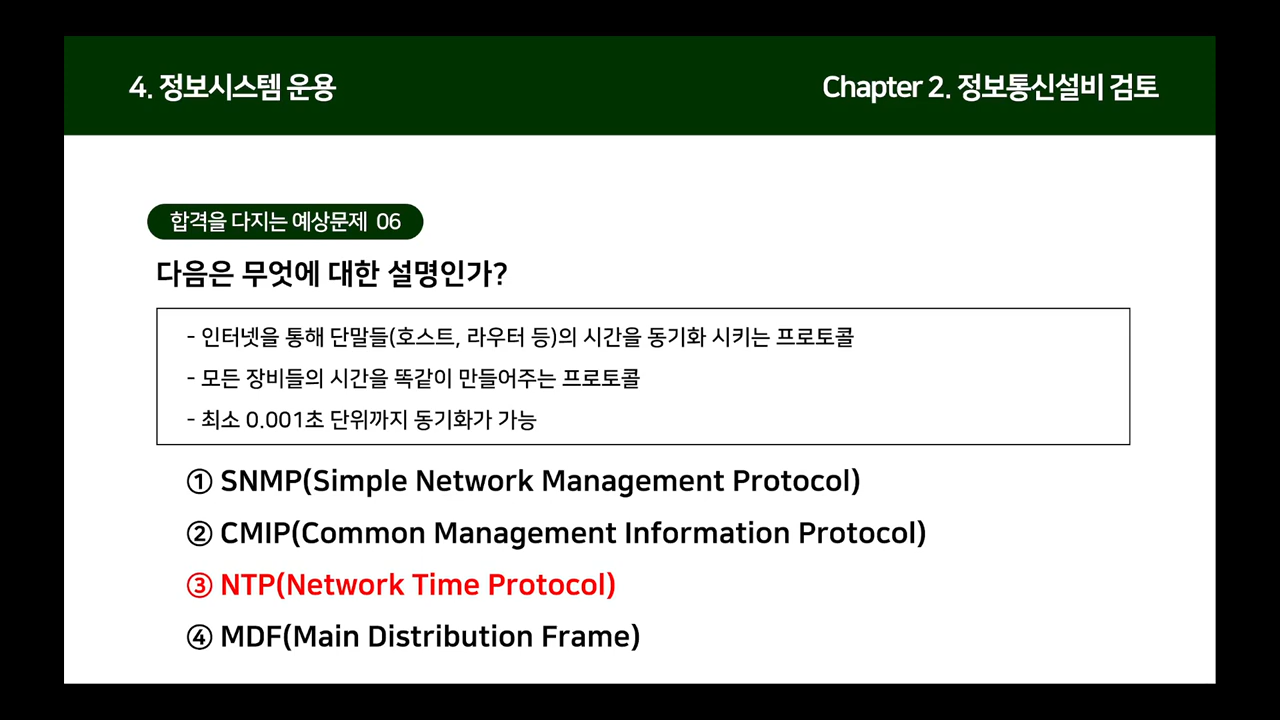 4. 정보시스템 운용
Chapter 2. 정보통신설비 검토
합격을 다지는 예상문제 06
다음은 무엇에 대한 설명인가?
- 인터넷을 통해 단말들(호스트, 라우터 등)의 시간을 동기화 시키는 프로토콜
- 모든 장비들의 시간을 똑같이 만들어주는 프로토콜
- 최소 0.001초 단위까지 동기화가 가능
① SNMP(Simple Network Management Protocol)
② CMIP(Common Management Information Protocol)
③ NTP(Network Time Protocol)
④ MDF(Main Distribution Frame)